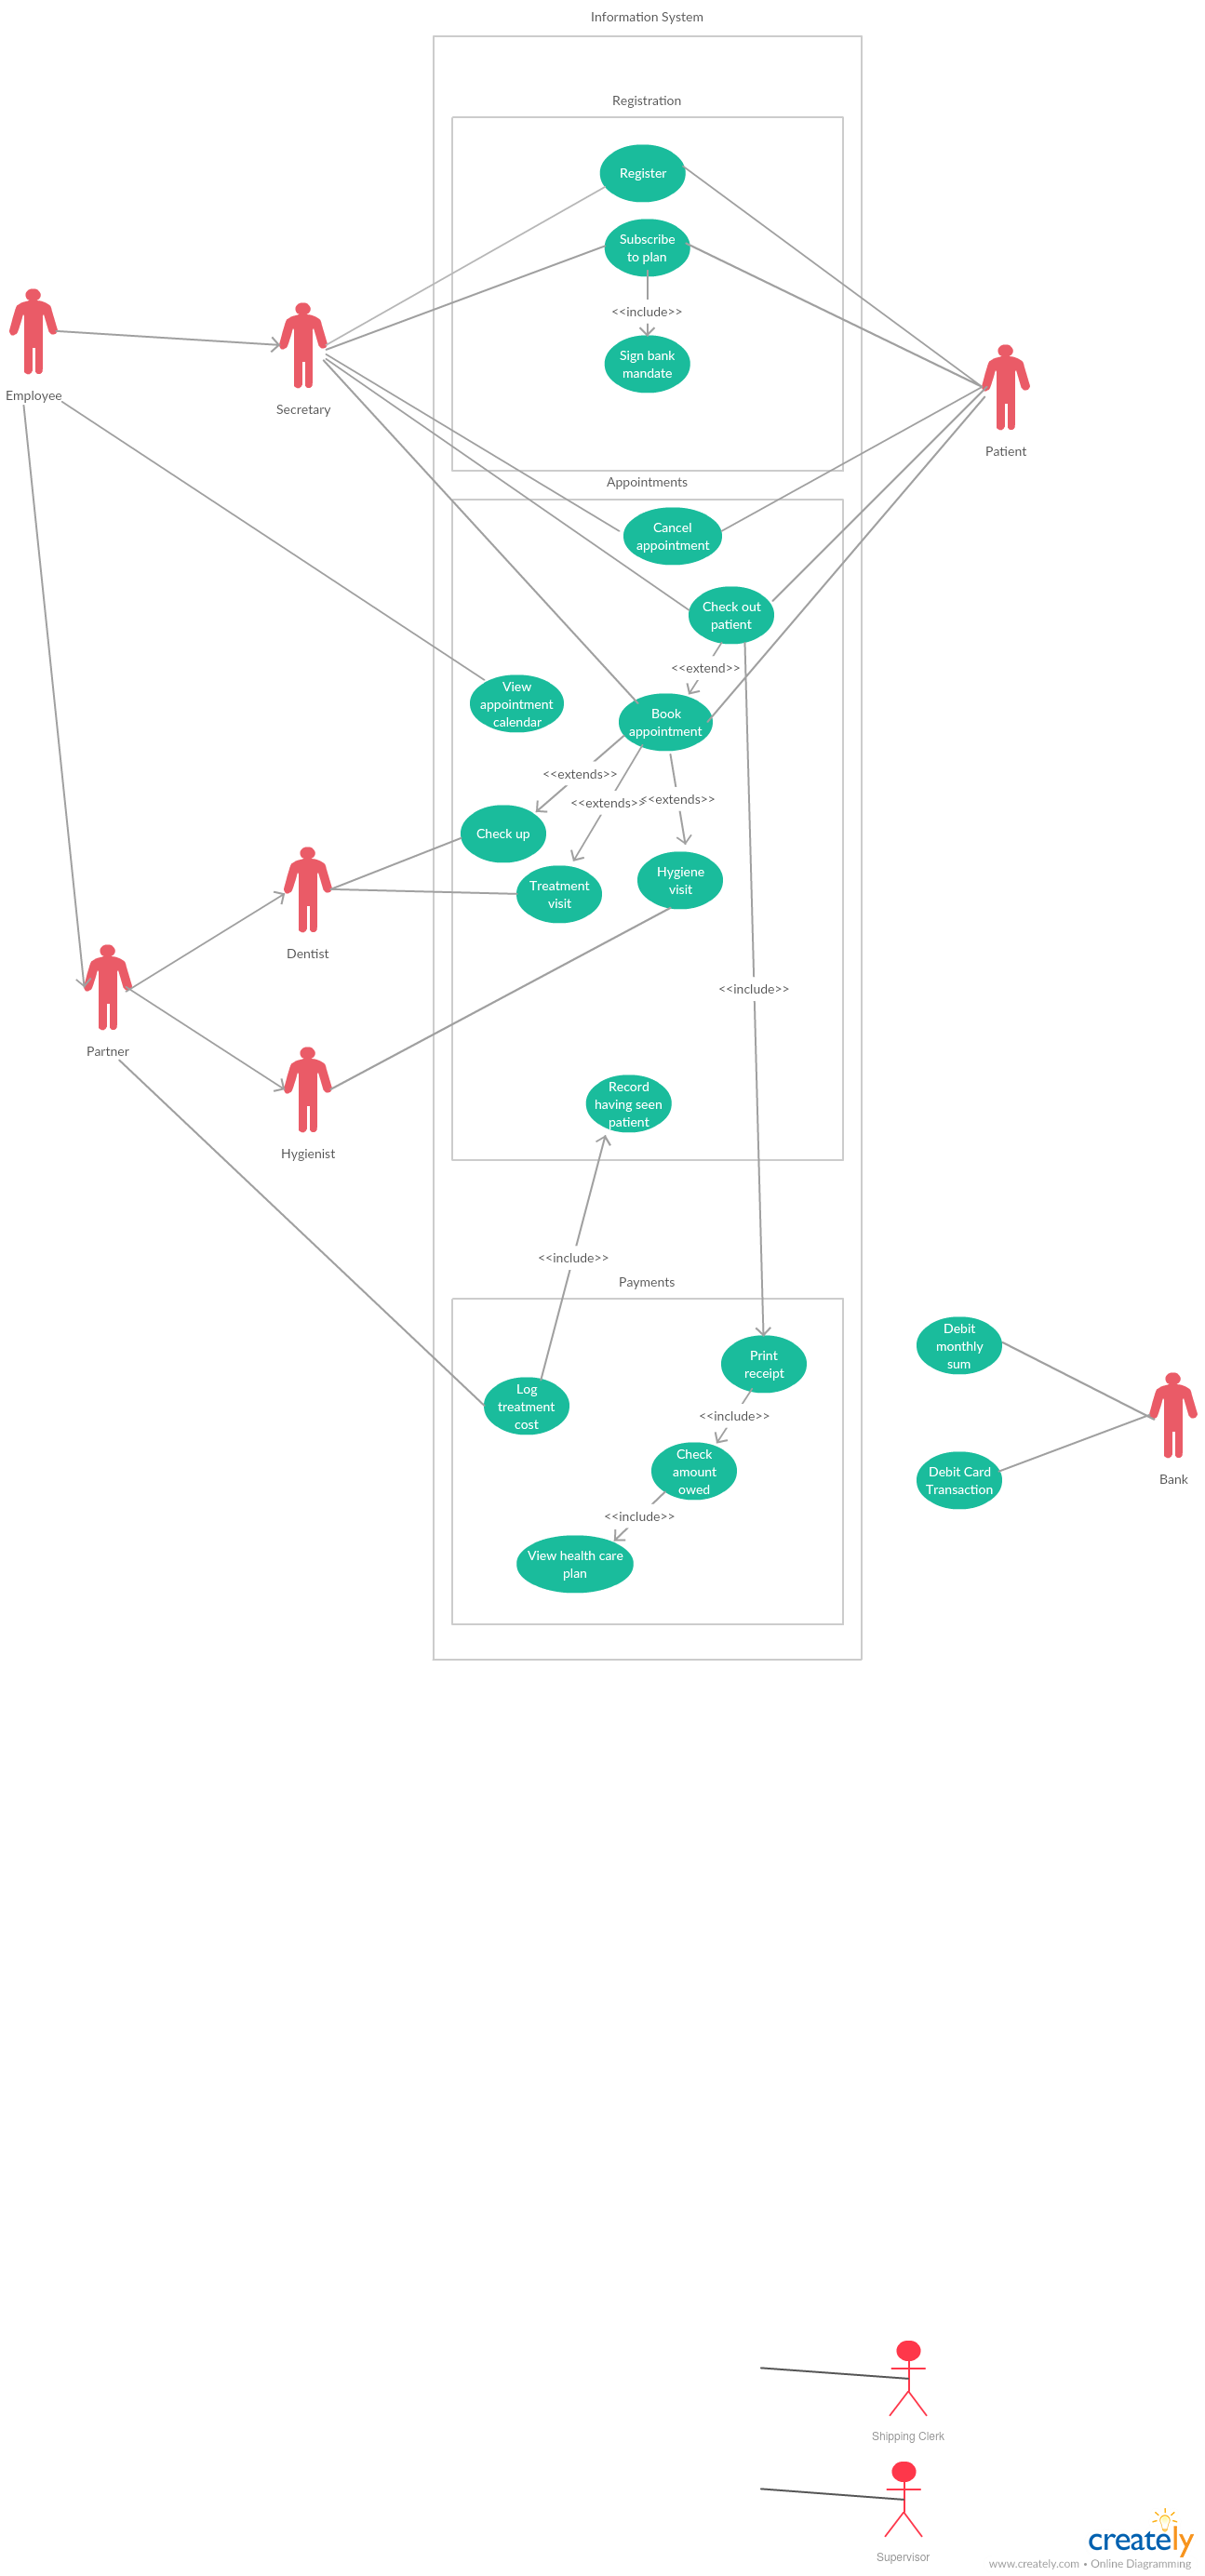 Information System
Registration
Register
Subscribe
to plan
<<include>>
Sign bank
mandate
Employee
Secretary
Patient
Appointments
Cancel
appointment
Check out
patient
<<extend>>
View
appointment
calendar
Book
appointment
<<extends>>
<<extends>>
<<extends>>
Check up
Treatment
visit
Hygiene
visit
Dentist
<<include>>
Partner
Record
having seen
patient
Hygienist
<<include>>
Payments
Debit
monthly
sum
Print
receipt
Log
treatment
cost
<<include>>
Check
amount
owed
Debit Card
Transaction
Bank
<<include>>
View health care
plan
Shipping Clerk
Supervisor
creately
www.creately.com • Online Diagramming